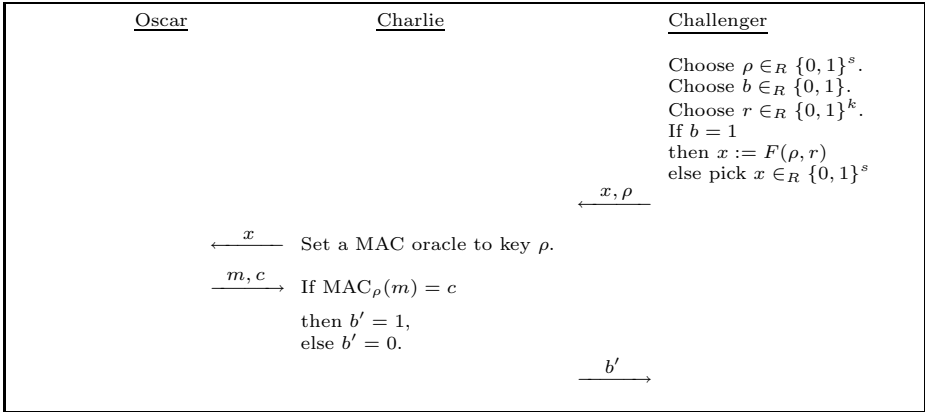 Oscar Charlie Challenger
Choose ρ ∈_R {0, 1}^s.
Choose b ∈_R {0, 1}.
Choose r ∈_R {0, 1}^k.
If b = 1
then x := F(ρ, r)
else pick x ∈_R {0, 1}^s
x, ρ
←
x
← Set a MAC oracle to key ρ.
m, c
→ If MAC_ρ(m) = c
then b′ = 1,
else b′ = 0.
b′
→